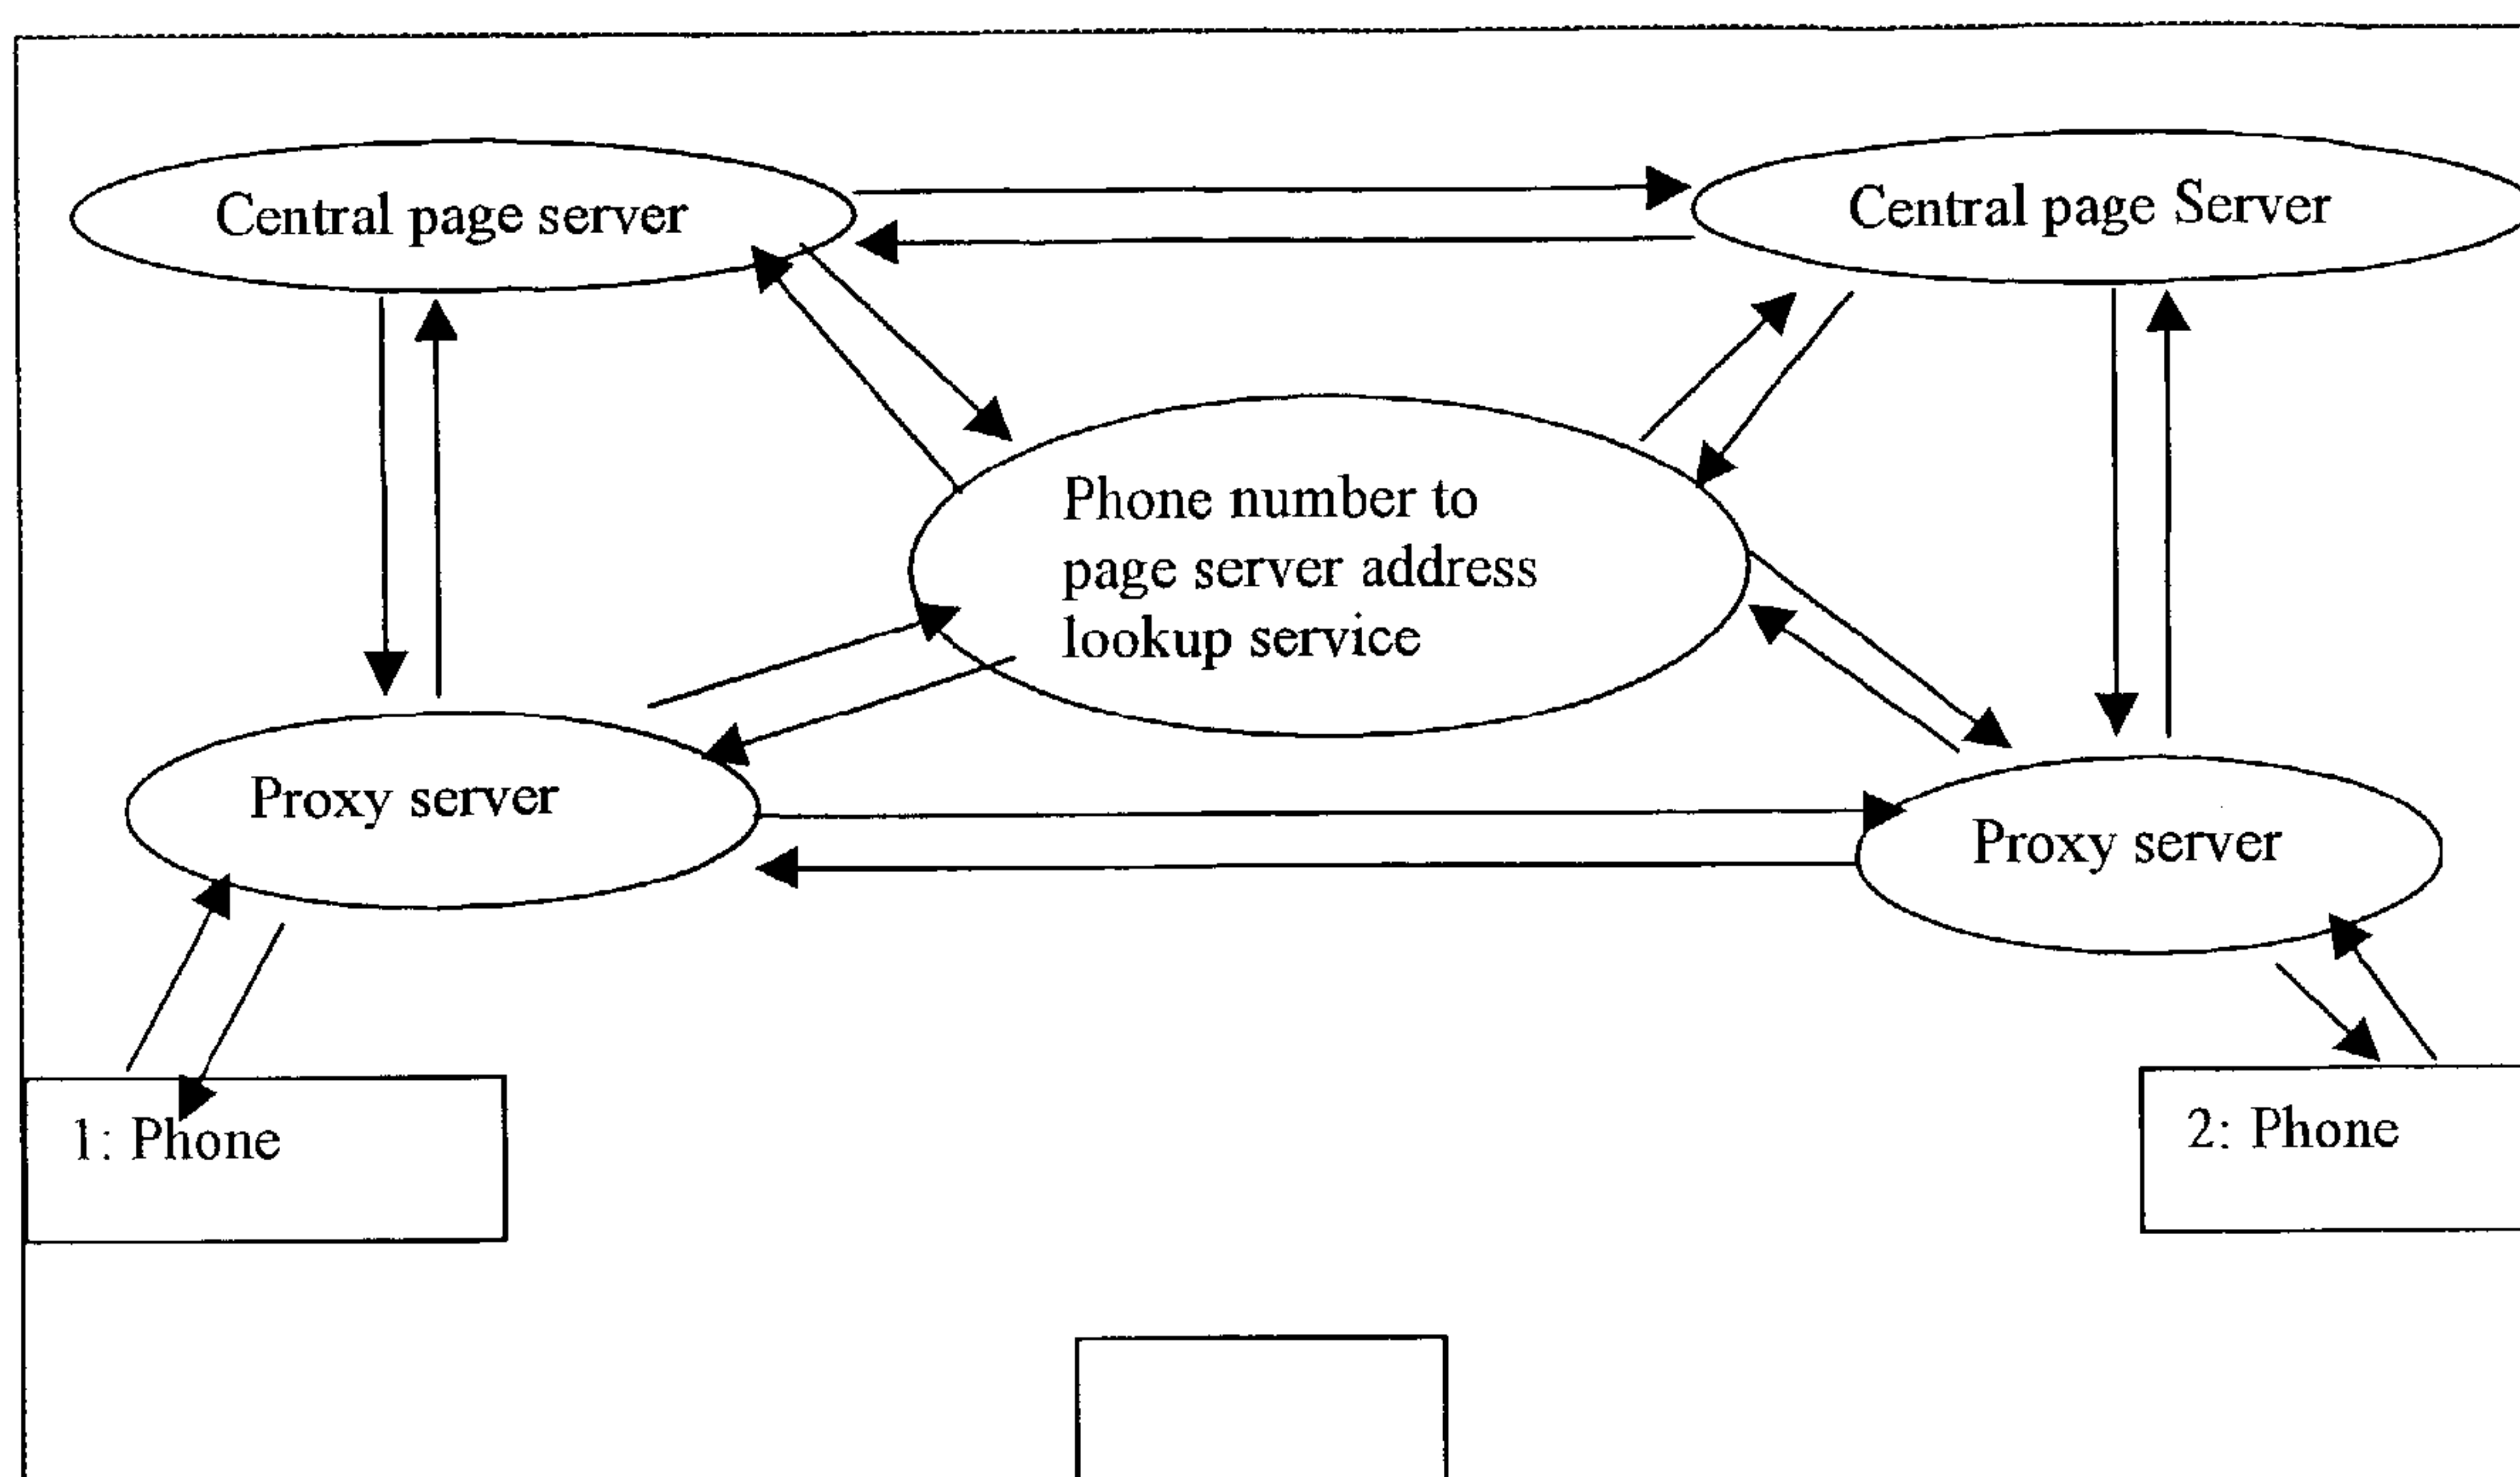 Central page server
Central page Server
Phone number to
page server address
lookup service
Proxy server
Proxy server
1: Phone
2: Phone